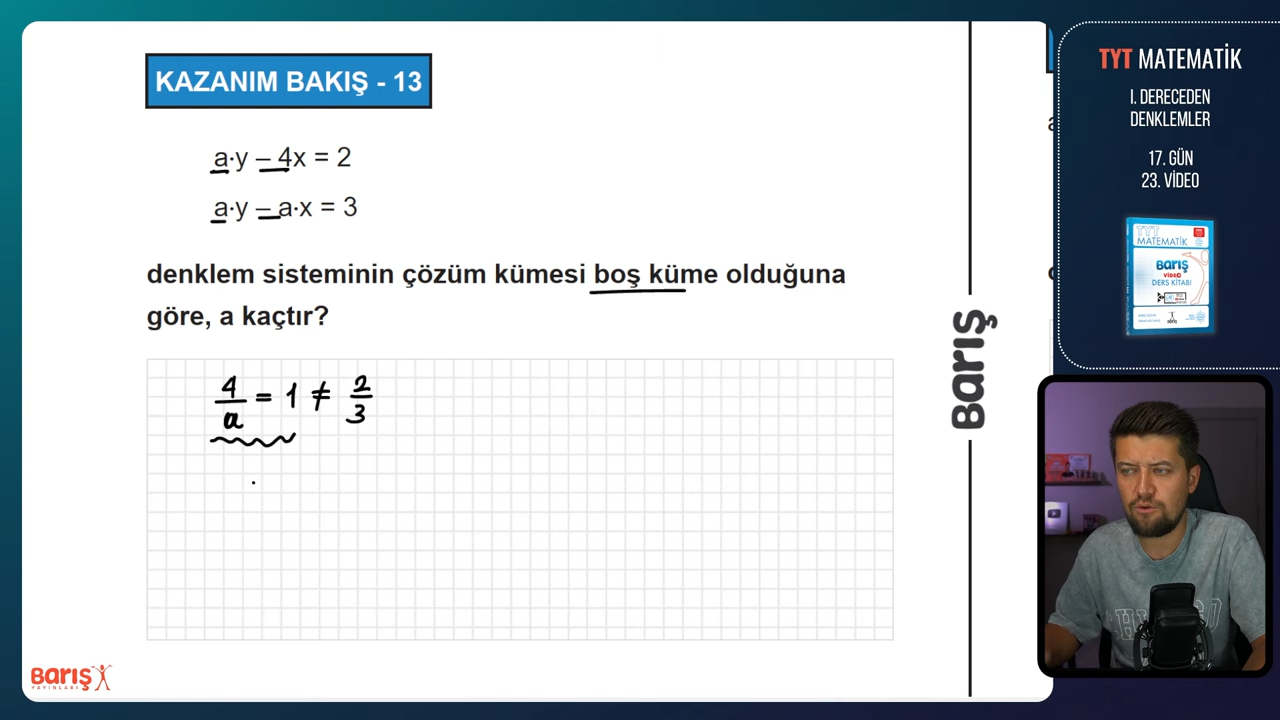 KAZANIM BAKIŞ - 13
a·y – 4x = 2
a·y – a·x = 3
denklem sisteminin çözüm kümesi boş küme olduğuna
göre, a kaçtır?
4/a = 1 ≠ 2/3
Barış
BARIŞ
YAYINLARI
TYT MATEMATİK
I. DERECEDEN
DENKLEMLER
17. GÜN
23. VİDEO
TYT
MATEMATİK
BARIŞ
VİDEO
DERS KİTABI